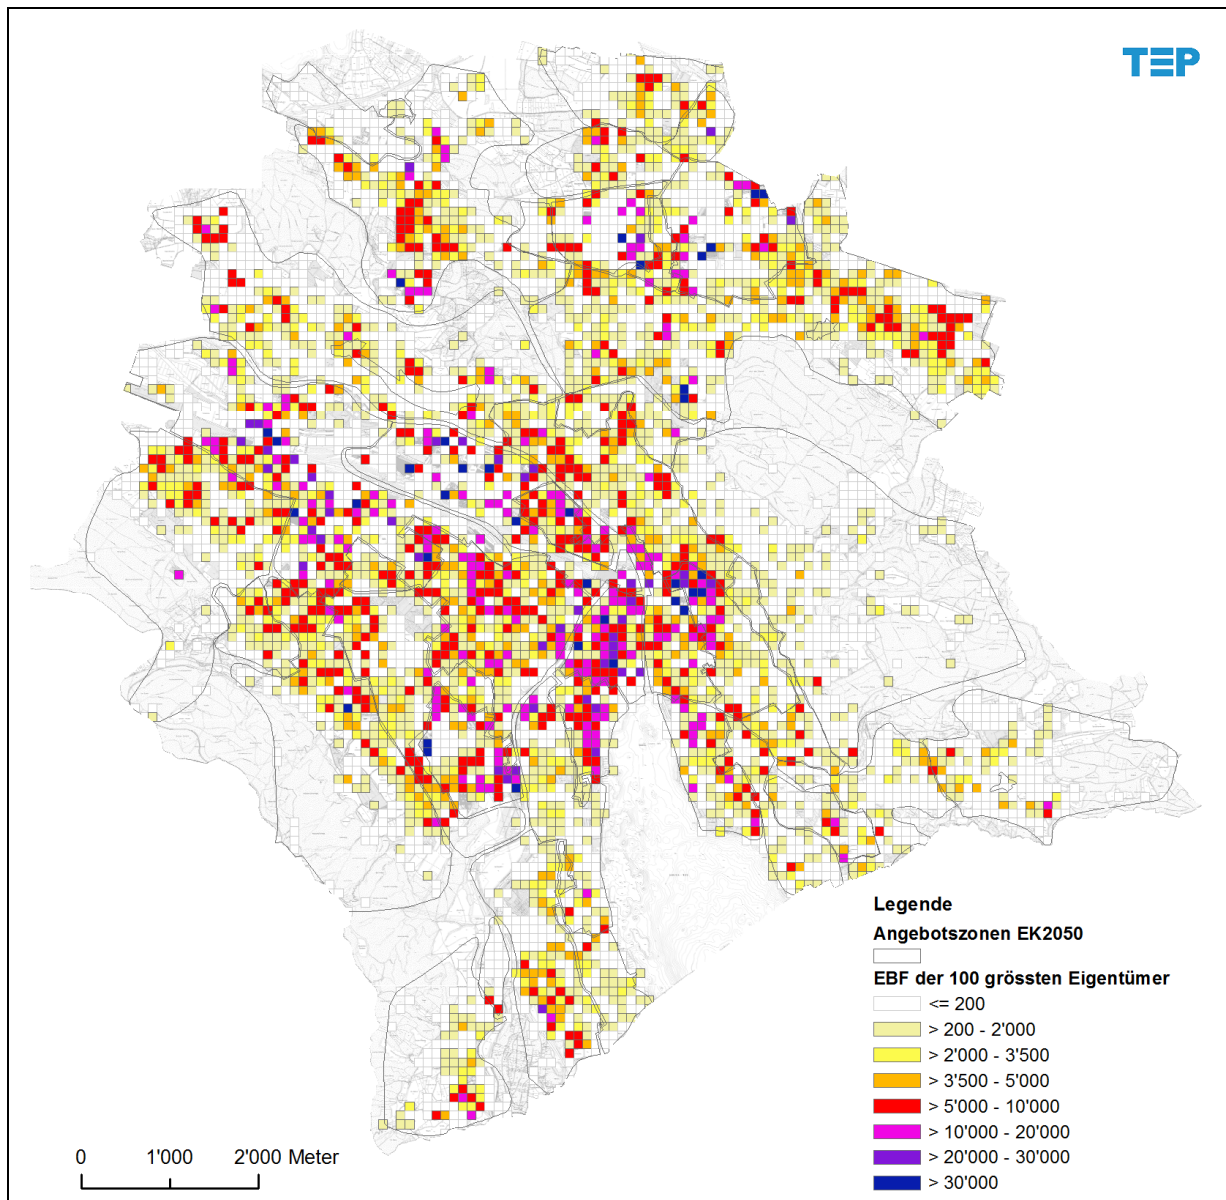 TEP
Legende
Angebotszonen EK2050
EBF der 100 grössten Eigentümer
<= 200
> 200 - 2'000
> 2'000 - 3'500
> 3'500 - 5'000
> 5'000 - 10'000
> 10'000 - 20'000
> 20'000 - 30'000
> 30'000
0 1'000 2'000 Meter